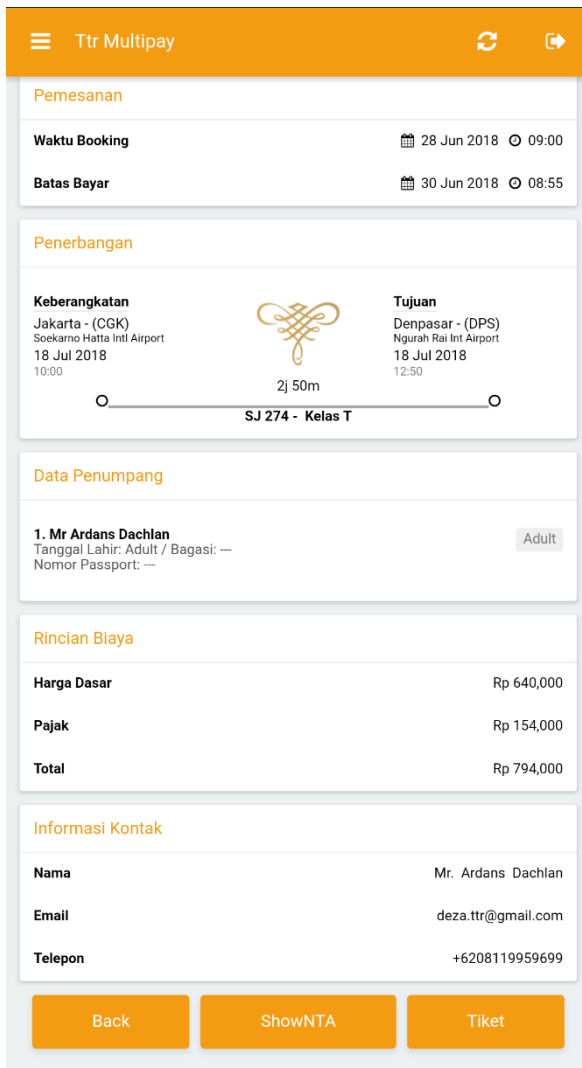 Ttr Multipay
Pemesanan
Waktu Booking 28 Jun 2018 09:00
Batas Bayar 30 Jun 2018 08:55
Penerbangan
Keberangkatan
Jakarta - (CGK)
Soekarno Hatta Intl Airport
18 Jul 2018
10:00
2j 50m
Tujuan
Denpasar - (DPS)
Ngurah Rai Int Airport
18 Jul 2018
12:50
SJ 274 - Kelas T
Data Penumpang
1. Mr Ardans Dachlan
Adult
Tanggal Lahir: Adult / Bagasi: ---
Nomor Passport: ---
Rincian Biaya
Harga Dasar Rp 640,000
Pajak Rp 154,000
Total Rp 794,000
Informasi Kontak
Nama Mr. Ardans Dachlan
Email deza.ttr@gmail.com
Telepon +6208119959699
Back ShowNTA Tiket